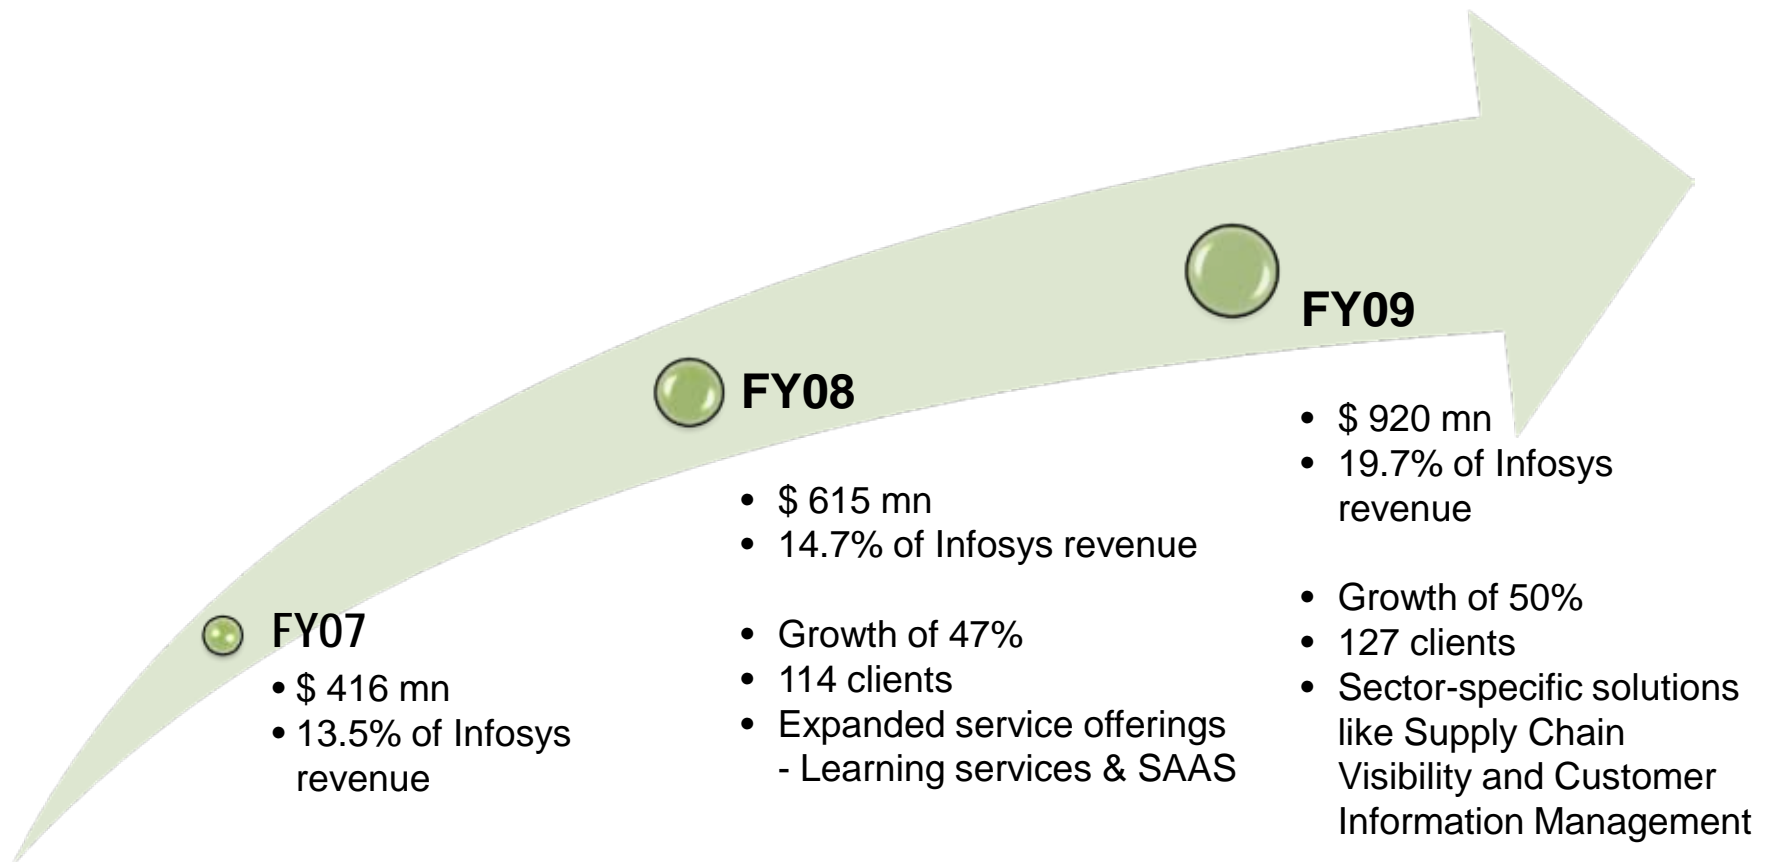 FY07
• $ 416 mn
• 13.5% of Infosys
revenue
FY08
• $ 615 mn
• 14.7% of Infosys revenue
• Growth of 47%
• 114 clients
• Expanded service offerings
- Learning services & SAAS
FY09
• $ 920 mn
• 19.7% of Infosys
revenue
• Growth of 50%
• 127 clients
• Sector-specific solutions
like Supply Chain
Visibility and Customer
Information Management